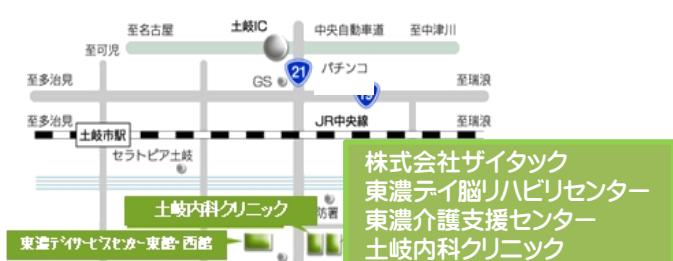 至名古屋
土岐IC
中央自動車道
至中津川
至可児
至多治見
GS
21
パチンコ
19
至瑞浪
至多治見
土岐市駅
JR中央線
至瑞浪
セラトピア土岐
土岐内科クリニック
防署
東濃デイサービスセンター東館・西館
株式会社ザイタック
東濃デイ脳リハビリセンター
東濃介護支援センター
土岐内科クリニック